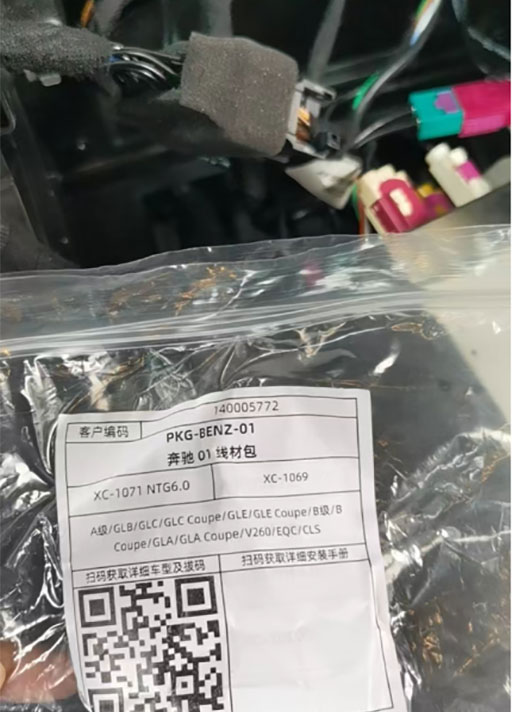 140005772
客户编码
PKG-BENZ-01
奔驰 01 线材包
XC-1071 NTG6.0
XC-1069
A级/GLB/GLC/GLC Coupe/GLE/GLE Coupe/B级/B
Coupe/GLA/GLA Coupe/V260/EQC/CLS
扫码获取详细车型及拨码
扫码获取详细安装手册